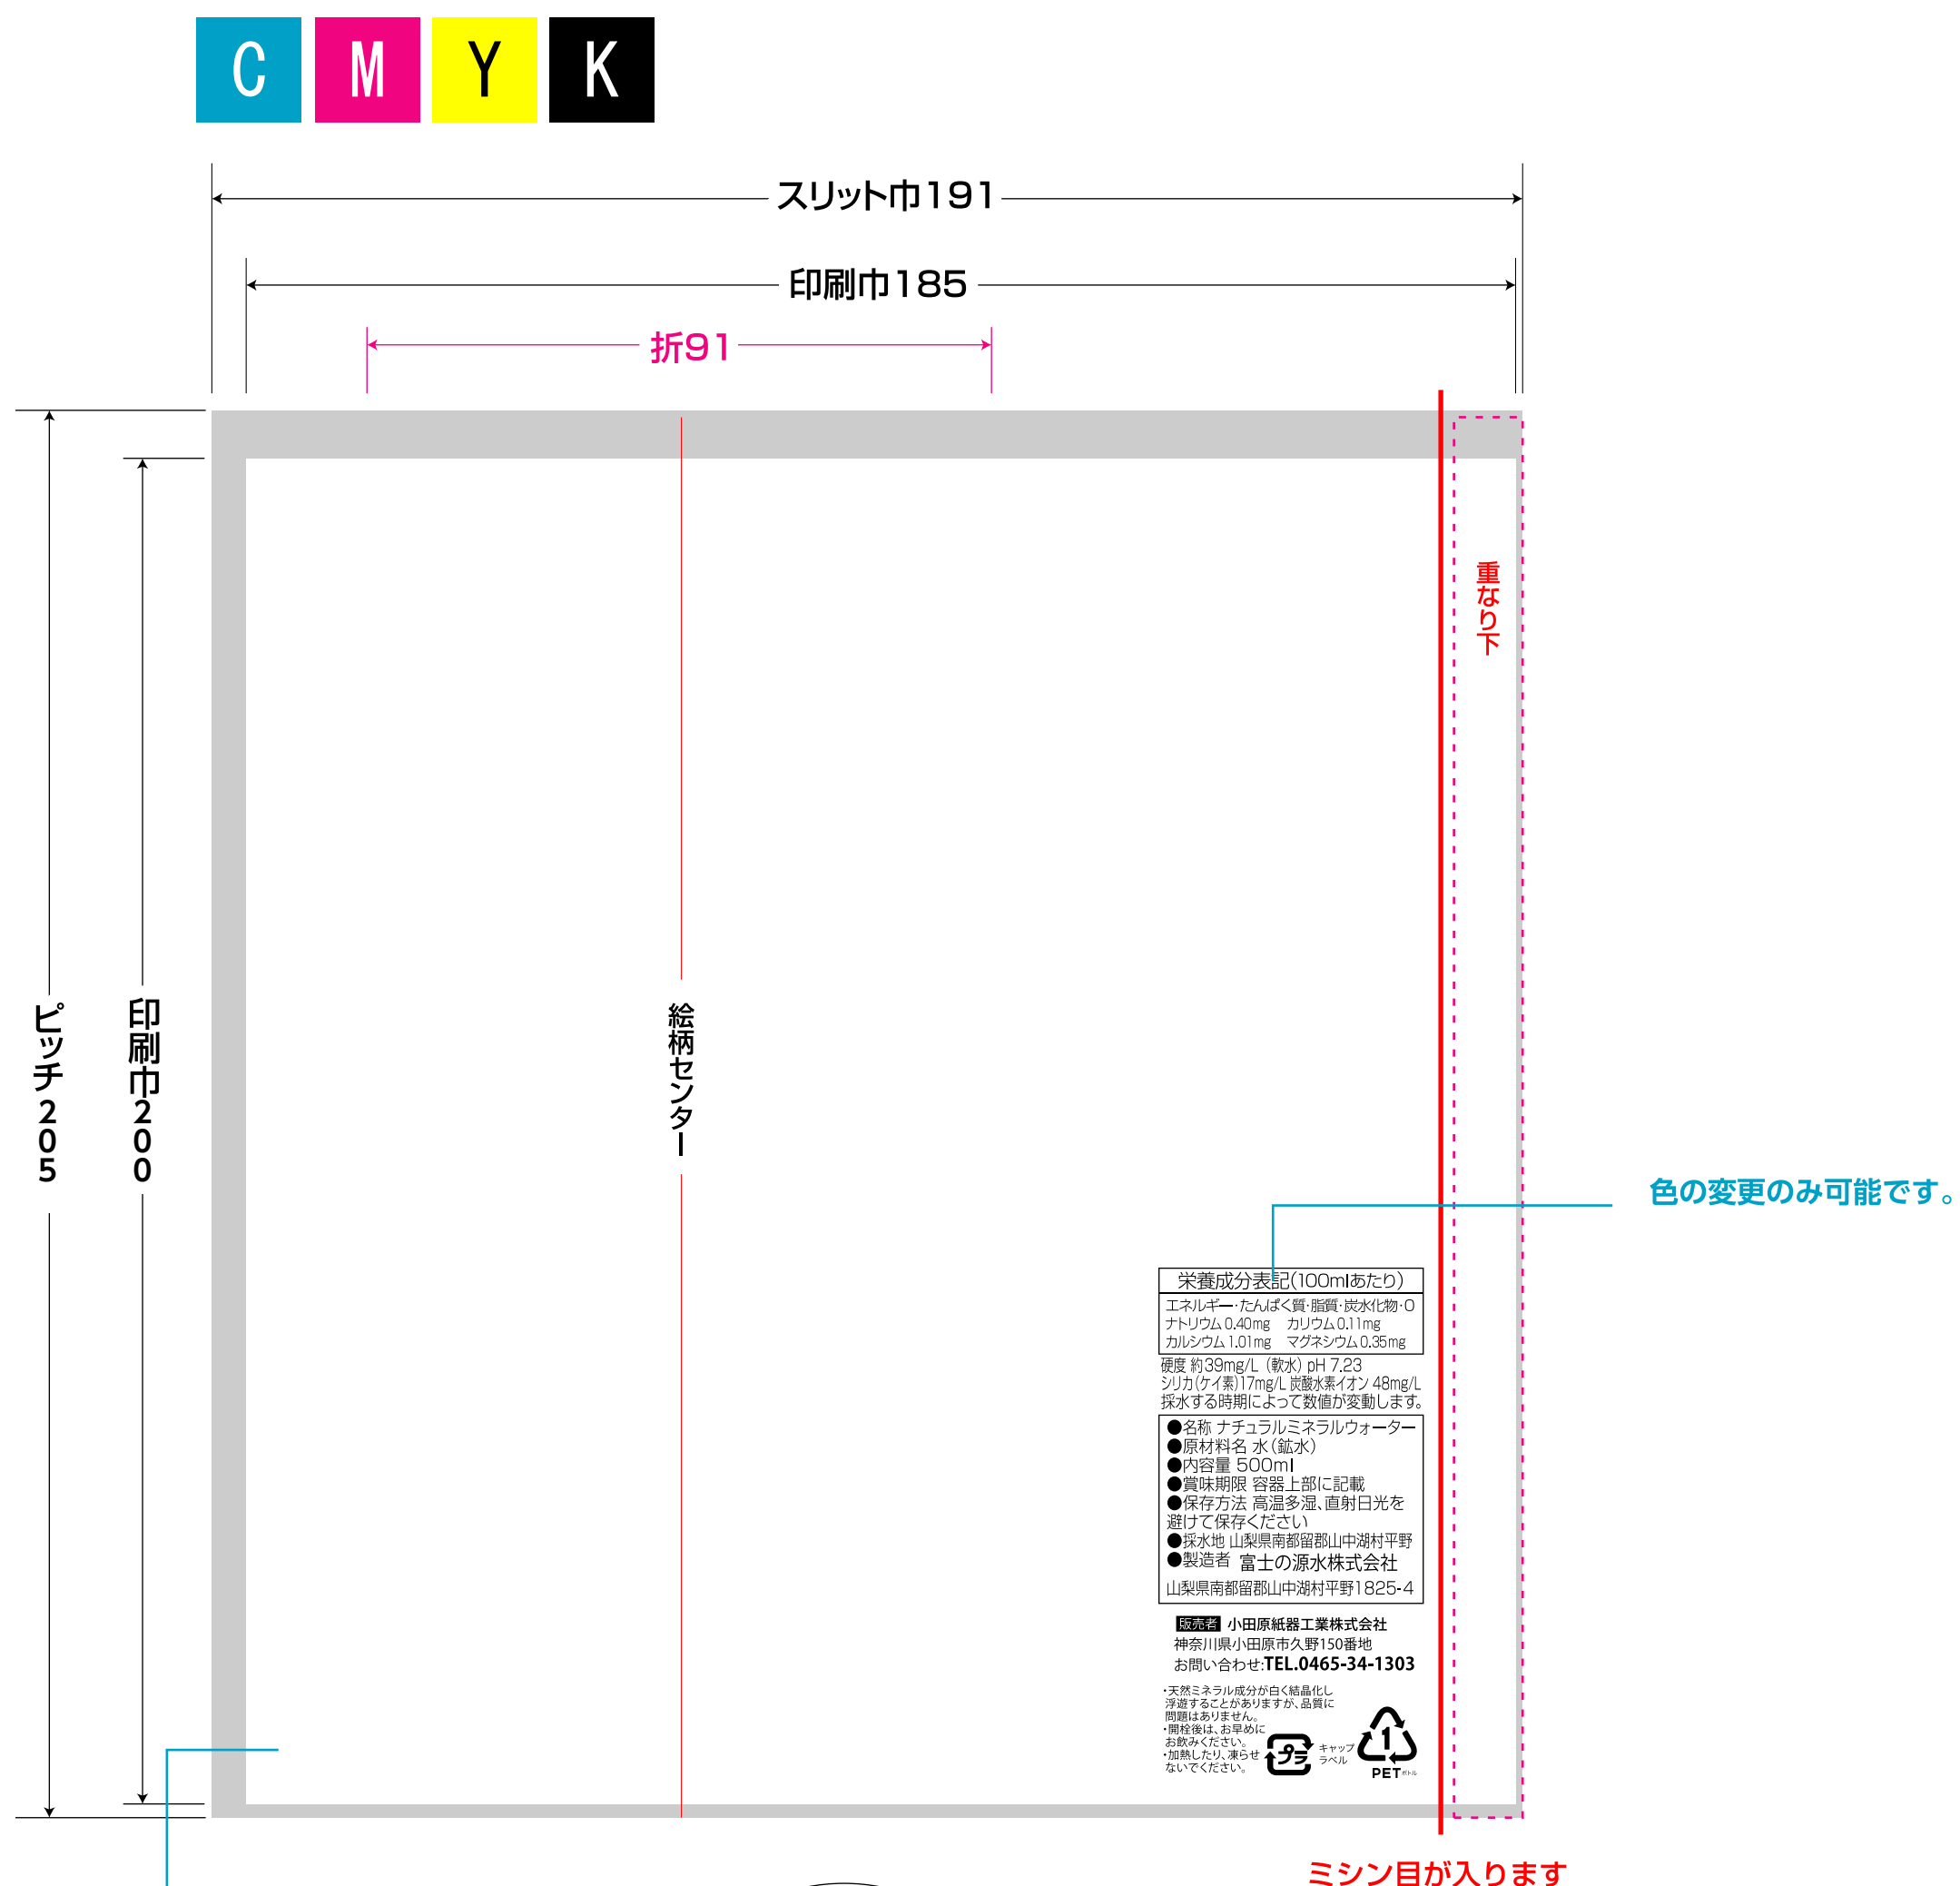 C M Y K
スリット巾191
印刷巾185
折91
重なり下
ピッチ205
印刷巾200
絵柄センター
色の変更のみ可能です。
栄養成分表記(100mlあたり)
エネルギー・たんぱく質・脂質・炭水化物・0
ナトリウム 0.40mg カリウム 0.11mg
カルシウム 1.01mg マグネシウム 0.35mg
硬度 約39mg/L (軟水) pH 7.23
シリカ(ケイ素)17mg/L 炭酸水素イオン 48mg/L
採水する時期によって数値が変動します。
●名称 ナチュラルミネラルウォーター
●原材料名 水(鉱水)
●内容量 500ml
●賞味期限 容器上部に記載
●保存方法 高温多湿、直射日光を
避けて保存ください
●採水地 山梨県南都留郡山中湖村平野
●製造者 富士の源水株式会社
山梨県南都留郡山中湖村平野1825-4
販売者 小田原紙器工業株式会社
神奈川県小田原市久野150番地
お問い合わせ:TEL.0465-34-1303
・天然ミネラル成分が白く結晶化し
浮遊することがありますが、品質に
問題はありません。
・開栓後は、お早めに
お飲みください。
・加熱したり、凍らせ
ないでください。
プラ
キャップ
ラベル
1
PET ボトル
ミシン目が入ります